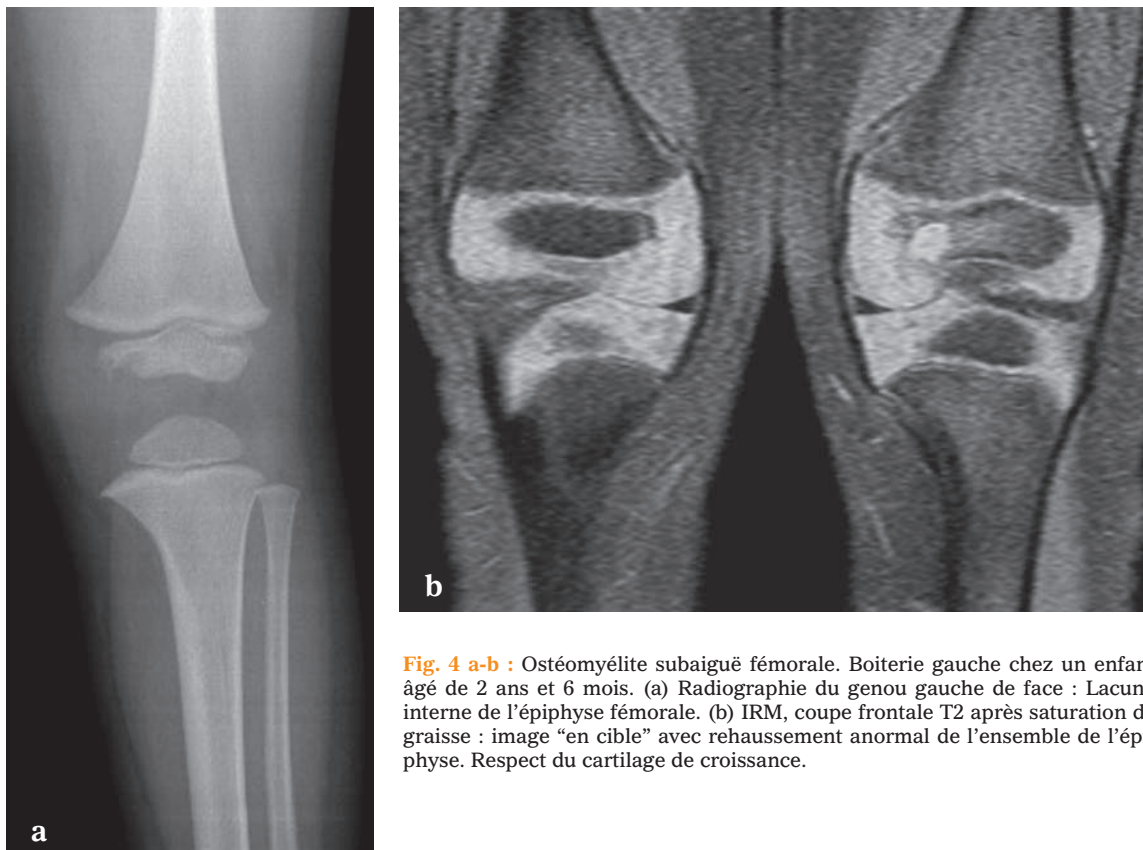 a
b
Fig. 4 a-b : Ostéomyélite subaiguë fémorale. Boiterie gauche chez un enfan
âgé de 2 ans et 6 mois. (a) Radiographie du genou gauche de face : Lacun
interne de l’épiphyse fémorale. (b) IRM, coupe frontale T2 après saturation d
graisse : image “en cible” avec rehaussement anormal de l’ensemble de l’ép
physe. Respect du cartilage de croissance.